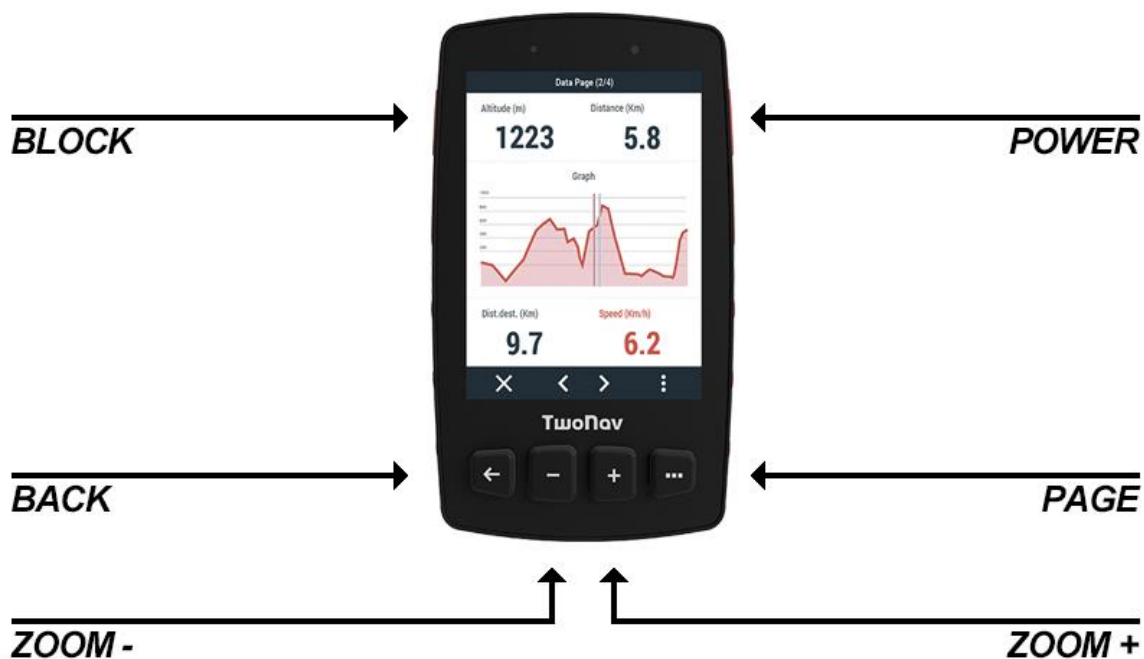 Data Page (2/4)
Altitude (m) Distance (Km)
1223 5.8
BLOCK
POWER
Graph
Dist.dest. (Km) Speed (Km/h)
9.7 6.2
TwoNav
BACK
PAGE
ZOOM -
ZOOM +